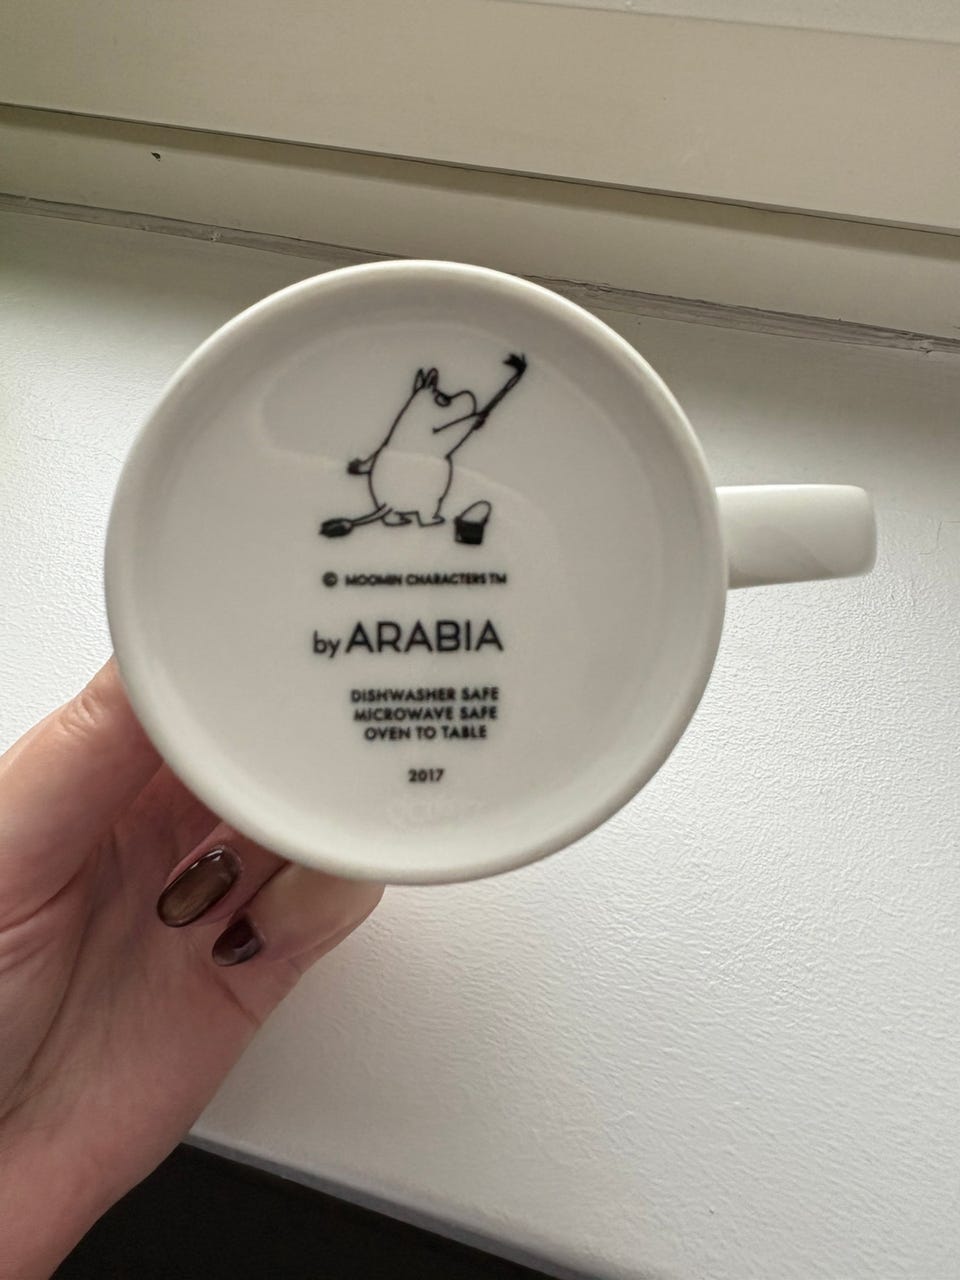 © MOOMIN CHARACTERS TM
by ARABIA
DISHWASHER SAFE
MICROWAVE SAFE
OVEN TO TABLE
2017